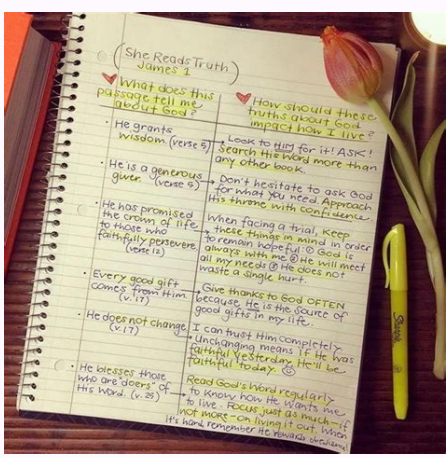 (She Reads Truth)
James 1
What does this
passage tell me
about God?
• He grants
wisdom. (verse 5)
• He is a generous
giver. (verse 5)
• He has promised
the crown of life
to those who
faithfully persevere.
verse 12
• Every good gift
comes from Him.
(v. 17)
• He does not change.
(v. 17)
• He blesses those
who are "doers" of
His Word. (v. 25)
How should these
truths about God
impact how I live?
Look to HIM for it! ASK!
Search His Word more than
any other book.
Don't hesitate to ask God
for what you need. Approach
His throne with confidence.
When facing a trial, keep
these things in mind in order
to remain hopeful: ① God is
always with me ② He will meet
all my needs ③ He does not
waste a single hurt.
Give thanks to God OFTEN
because He is the source of
good gifts in my life.
I can trust Him completely.
Unchanging means if He was
faithful yesterday, He'll be
faithful today.
Read God's Word regularly
to know how He wants me
to live. Focus just as much—if
not more—on living it out. When
it's hard, remember He rewards obedience!
Sharpie